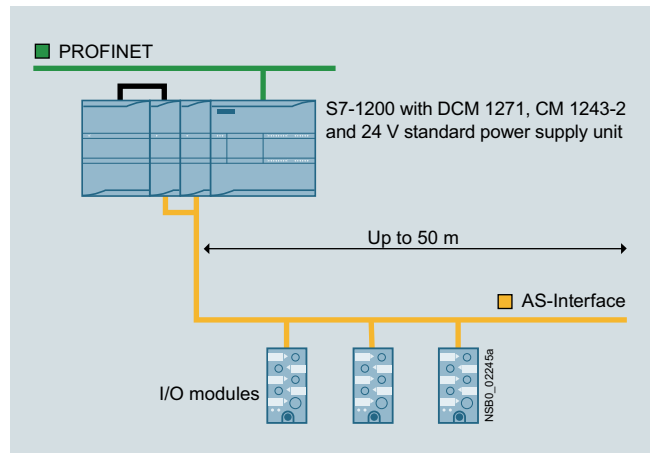 PROFINET
S7-1200 with DCM 1271, CM 1243-2
and 24 V standard power supply unit
Up to 50 m
AS-Interface
I/O modules
NSB0_02245a